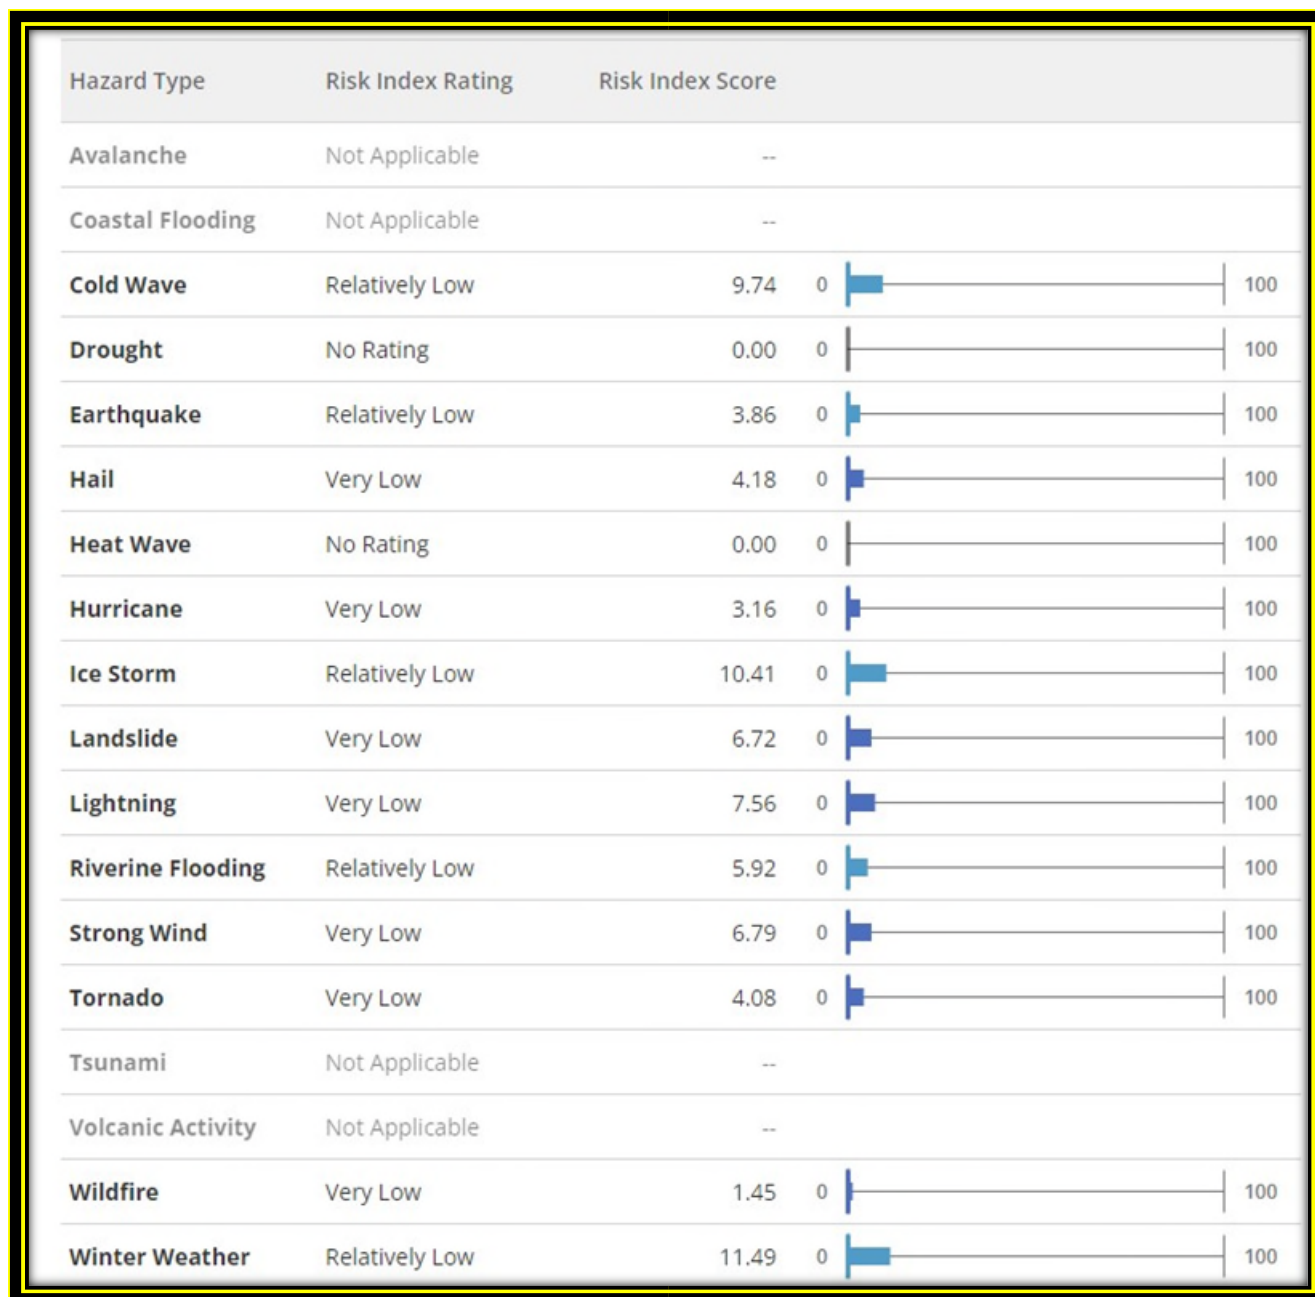 Hazard Type Risk Index Rating Risk Index Score
Avalanche Not Applicable --
Coastal Flooding Not Applicable --
Cold Wave Relatively Low 9.74 0 100
Drought No Rating 0.00 0 100
Earthquake Relatively Low 3.86 0 100
Hail Very Low 4.18 0 100
Heat Wave No Rating 0.00 0 100
Hurricane Very Low 3.16 0 100
Ice Storm Relatively Low 10.41 0 100
Landslide Very Low 6.72 0 100
Lightning Very Low 7.56 0 100
Riverine Flooding Relatively Low 5.92 0 100
Strong Wind Very Low 6.79 0 100
Tornado Very Low 4.08 0 100
Tsunami Not Applicable --
Volcanic Activity Not Applicable --
Wildfire Very Low 1.45 0 100
Winter Weather Relatively Low 11.49 0 100